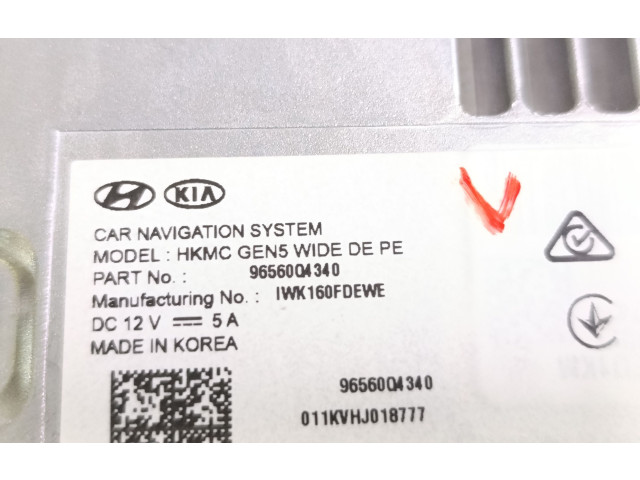 KIA
CAR NAVIGATION SYSTEM
MODEL : HKMC GEN5 WIDE DE PE
PART No. : 96560Q4340
Manufacturing No. : IWK160FDEWE
DC 12 V ⎓ 5 A
MADE IN KOREA
96560Q4340
011KVHJ018777